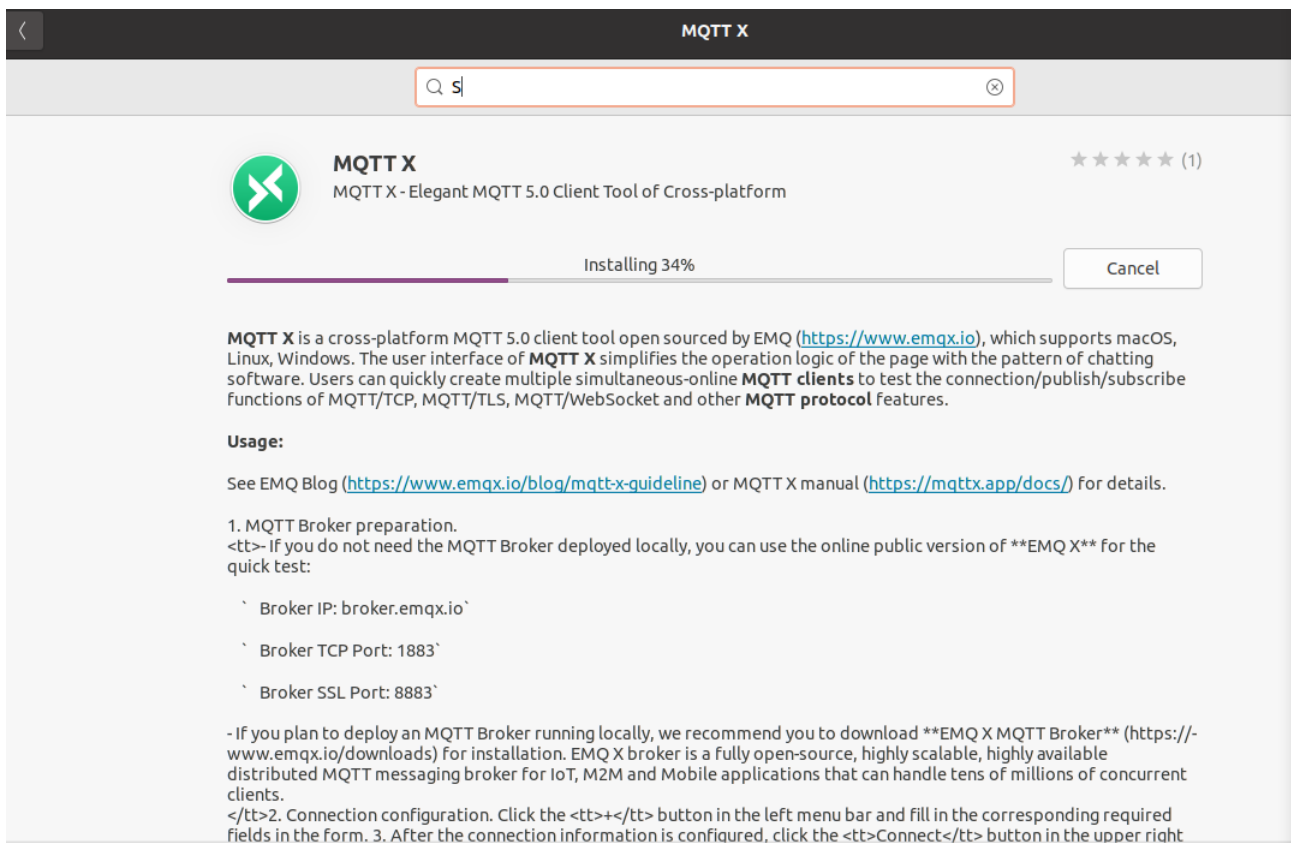 MQTT X
S
MQTT X
(1)
MQTT X - Elegant MQTT 5.0 Client Tool of Cross-platform
Installing 34%
Cancel
MQTT X is a cross-platform MQTT 5.0 client tool open sourced by EMQ (https://www.emqx.io), which supports macOS,
Linux, Windows. The user interface of MQTT X simplifies the operation logic of the page with the pattern of chatting
software. Users can quickly create multiple simultaneous-online MQTT clients to test the connection/publish/subscribe
functions of MQTT/TCP, MQTT/TLS, MQTT/WebSocket and other MQTT protocol features.
Usage:
See EMQ Blog (https://www.emqx.io/blog/mqtt-x-guideline) or MQTT X manual (https://mqttx.app/docs/) for details.
1. MQTT Broker preparation.
<tt>- If you do not need the MQTT Broker deployed locally, you can use the online public version of **EMQ X** for the
quick test:
` Broker IP: broker.emqx.io`
` Broker TCP Port: 1883`
` Broker SSL Port: 8883`
- If you plan to deploy an MQTT Broker running locally, we recommend you to download **EMQ X MQTT Broker** (https://-
www.emqx.io/downloads) for installation. EMQ X broker is a fully open-source, highly scalable, highly available
distributed MQTT messaging broker for IoT, M2M and Mobile applications that can handle tens of millions of concurrent
clients.
</tt>2. Connection configuration. Click the <tt>+</tt> button in the left menu bar and fill in the corresponding required
fields in the form. 3. After the connection information is configured, click the <tt>Connect</tt> button in the upper right